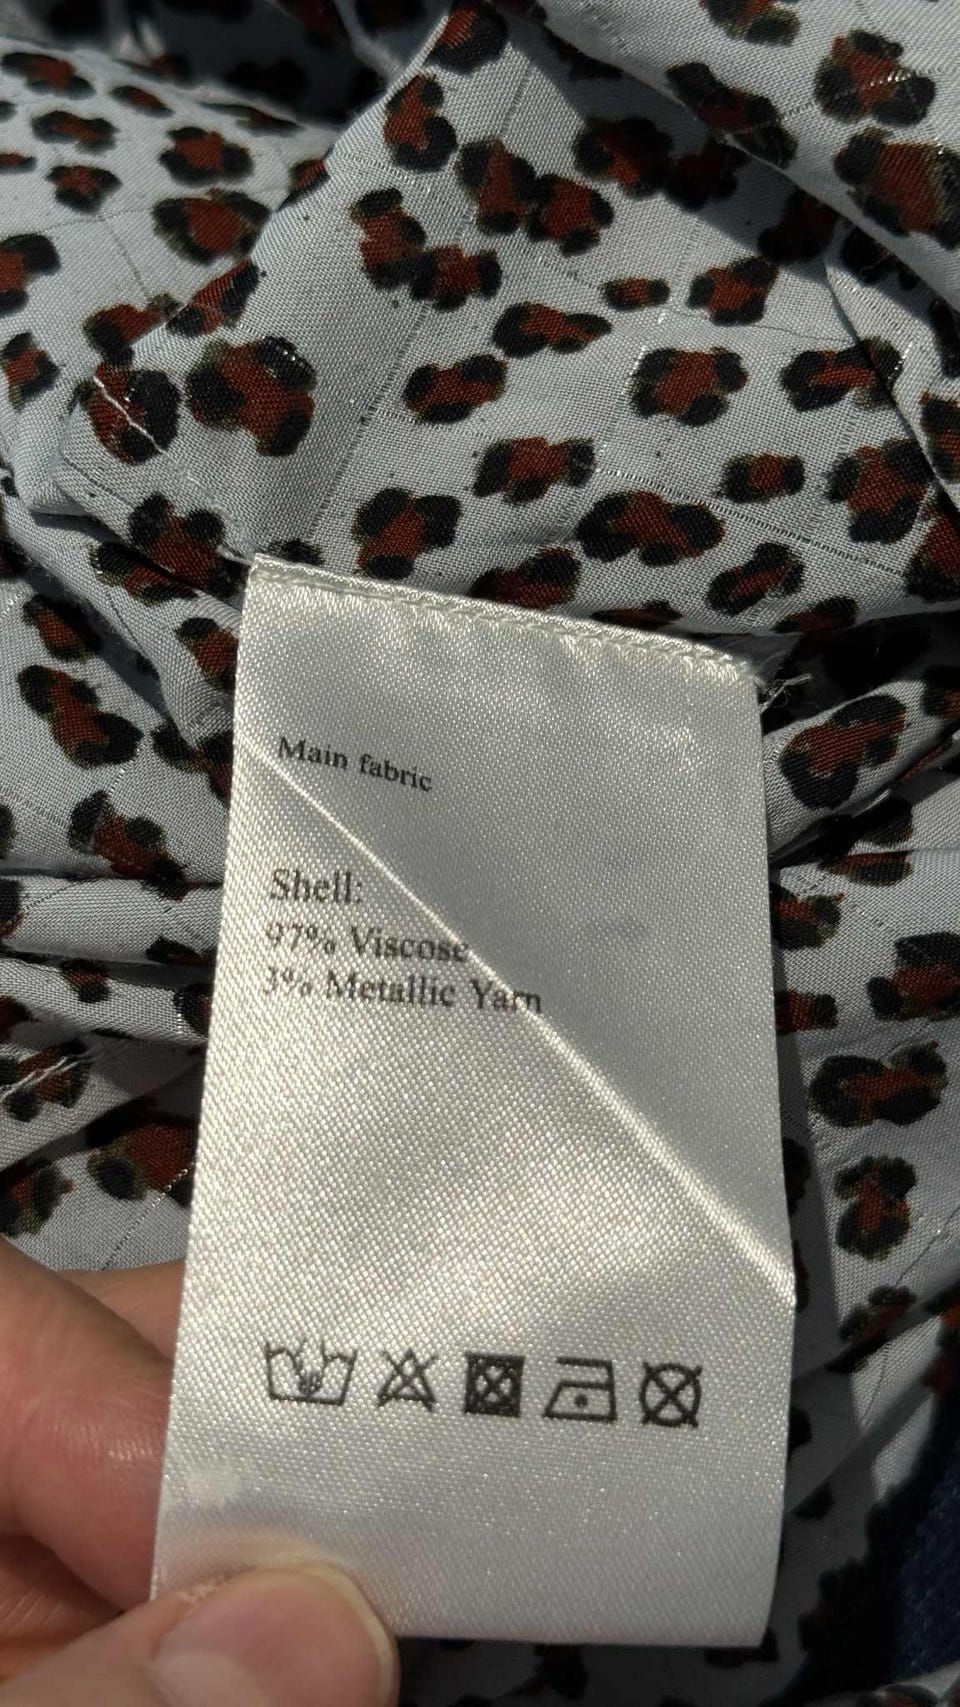 Main fabric
Shell:
97% Viscose
3% Metallic Yarn